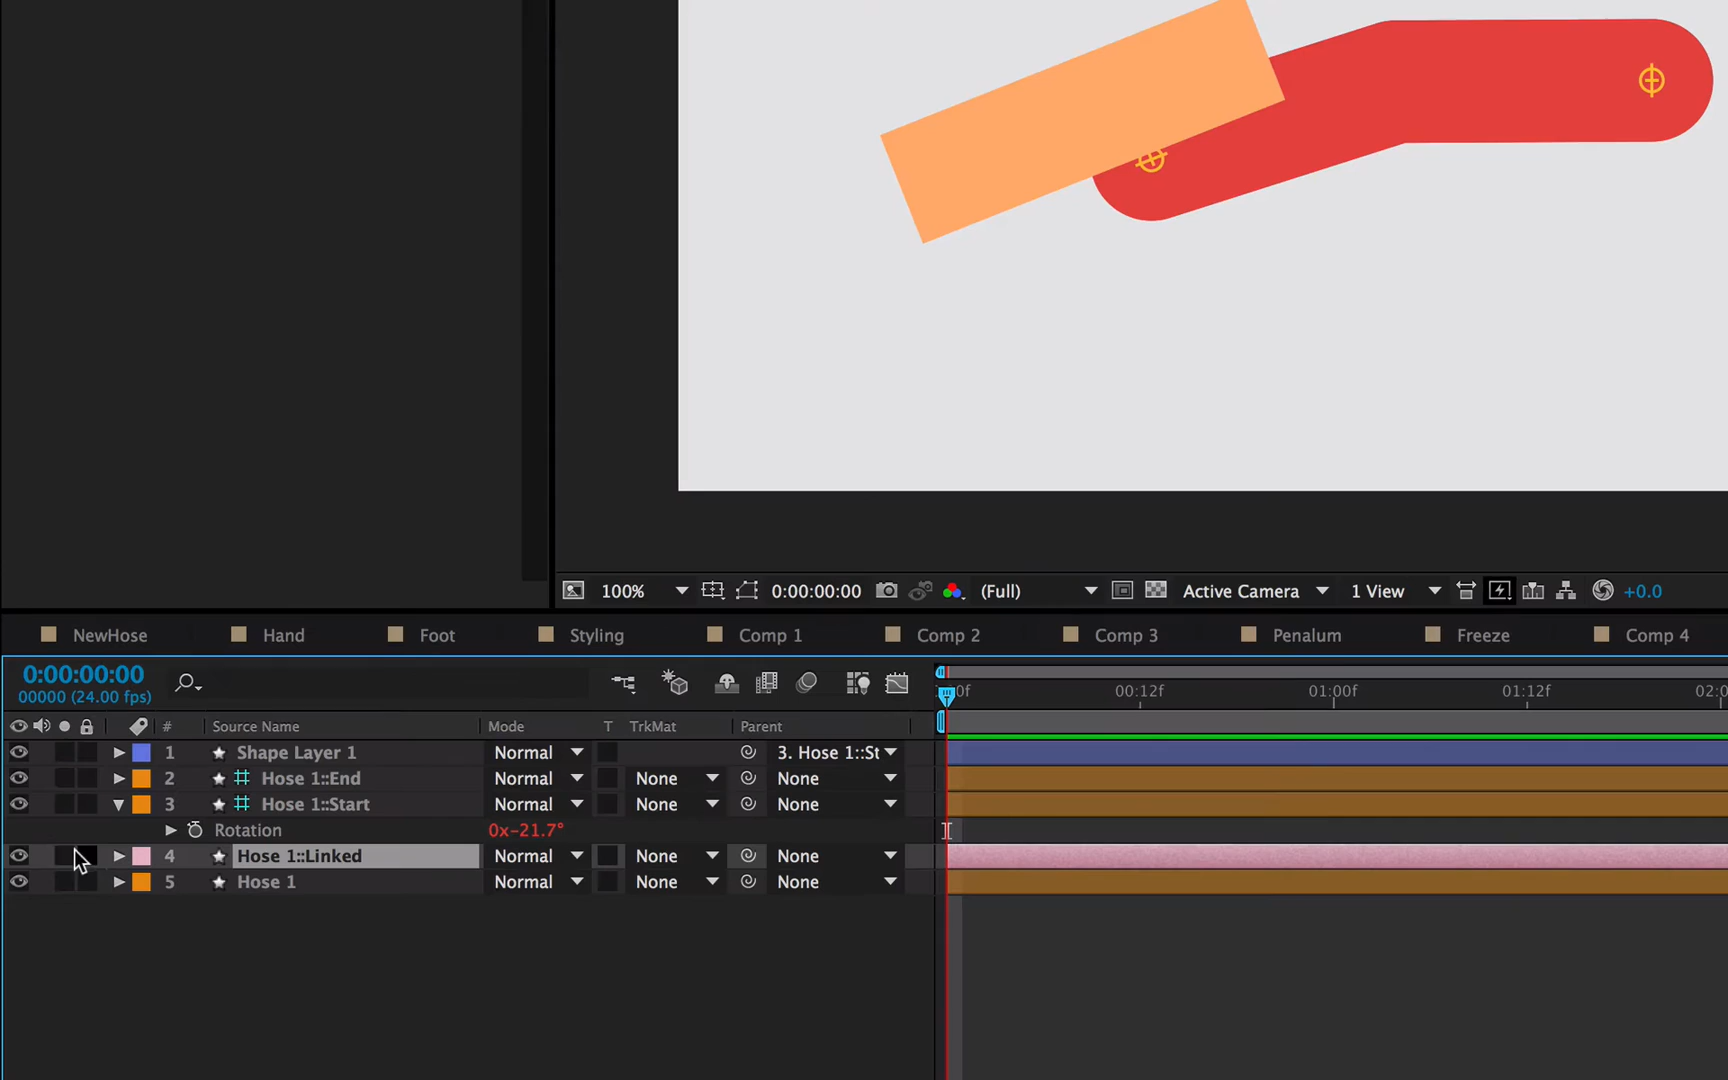 100% 0:00:00:00 (Full) Active Camera 1 View +0.0
NewHose Hand Foot Styling Comp 1 Comp 2 Comp 3 Penalum Freeze Comp 4
0:00:00:00
00000 (24.00 fps)
:00f 00:12f 01:00f 01:12f 02:0
# Source Name Mode T TrkMat Parent
1 Shape Layer 1 Normal 3. Hose 1::St
2 Hose 1::End Normal None None
3 Hose 1::Start Normal None None
Rotation 0x-21.7°
4 Hose 1::Linked Normal None None
5 Hose 1 Normal None None